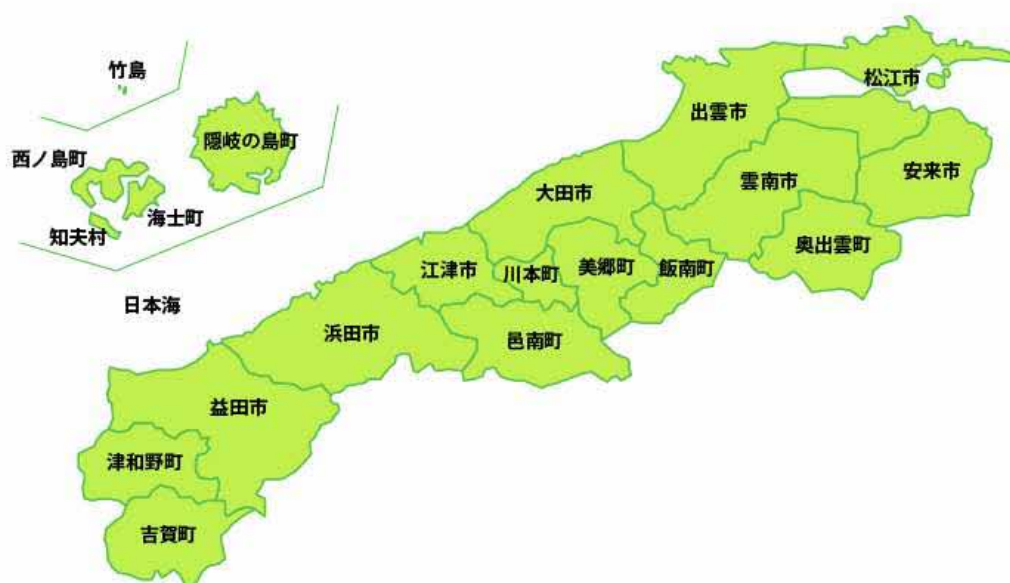 竹島
隠岐の島町
西ノ島町
海士町
知夫村
日本海
松江市
出雲市
安来市
雲南市
大田市
奥出雲町
飯南町
美郷町
川本町
江津市
邑南町
浜田市
益田市
津和野町
吉賀町